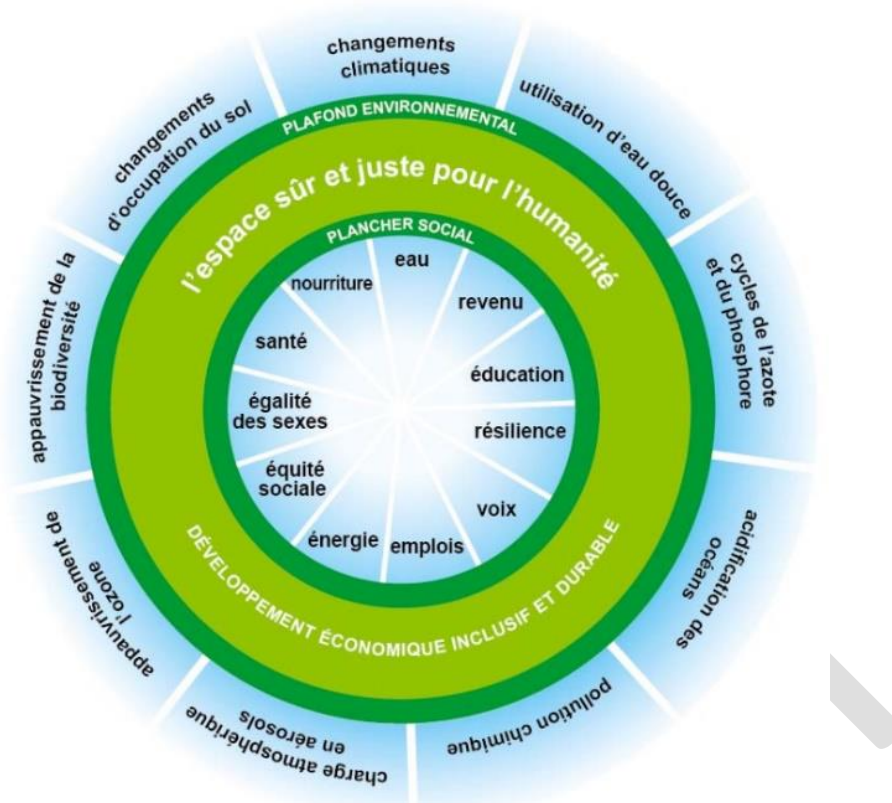 changements
climatiques
utilisation d'eau douce
cycles de l'azote
et du phosphore
acidification des
océans
pollution chimique
charge atmosphérique
en aérosols
appauvrissement de
l'ozone
appauvrissement de la
biodiversité
changements
d'occupation du sol
PLAFOND ENVIRONNEMENTAL
l'espace sûr et juste pour l'humanité
PLANCHER SOCIAL
eau
revenu
éducation
résilience
voix
emplois
énergie
équité
sociale
égalité
des sexes
santé
nourriture
DÉVELOPPEMENT ÉCONOMIQUE INCLUSIF ET DURABLE